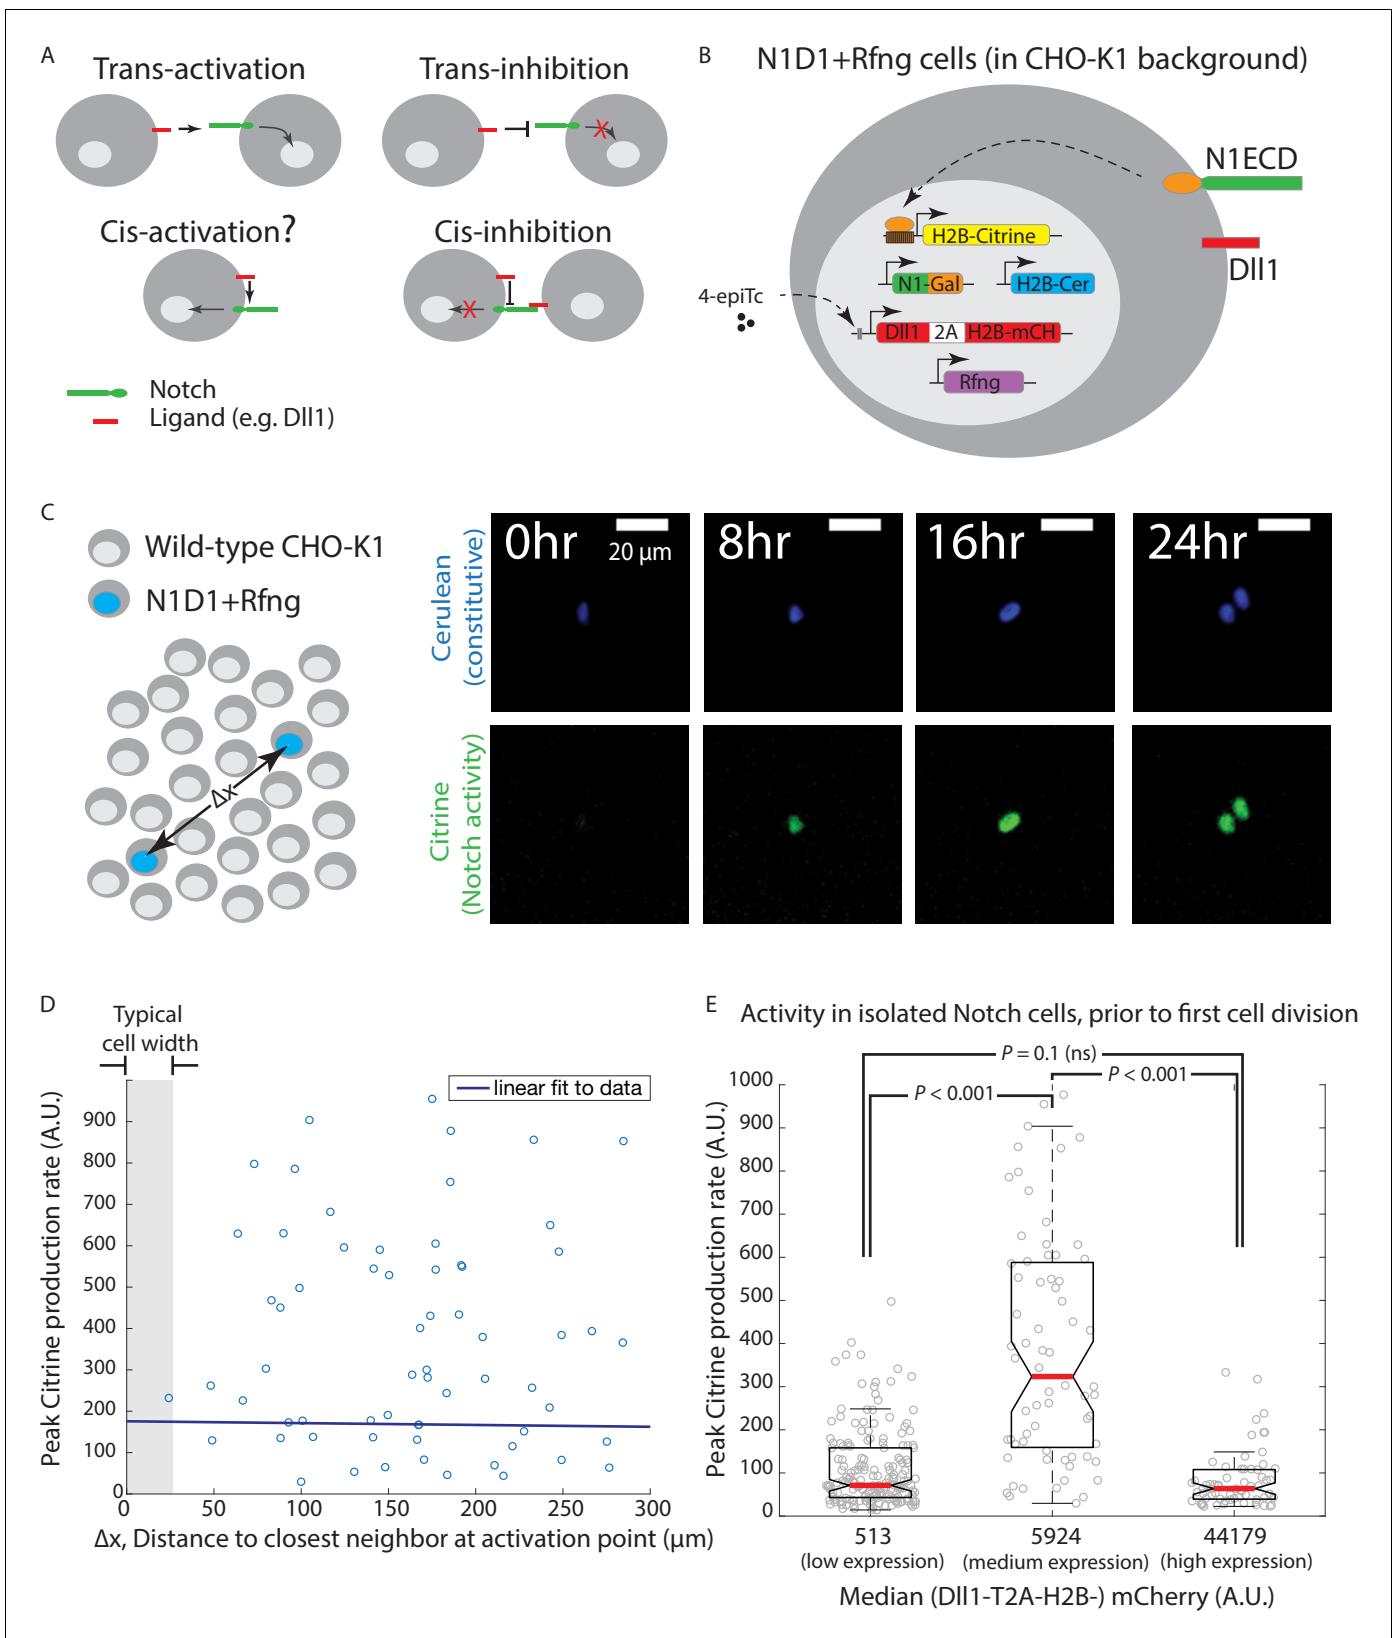 A
Trans-activation
Trans-inhibition
Cis-activation?
Cis-inhibition
Notch
Ligand (e.g. Dll1)
B
N1D1+Rfng cells (in CHO-K1 background)
N1ECD
Dll1
H2B-Citrine
N1-Gal
H2B-Cer
4-epiTc
Dll1 2A H2B-mCH
Rfng
C
Wild-type CHO-K1
N1D1+Rfng
Δx
Cerulean
(constitutive)
Citrine
(Notch activity)
0hr
20 μm
8hr
16hr
24hr
D
Typical
cell width
linear fit to data
Peak Citrine production rate (A.U.)
900
800
700
600
500
400
300
200
100
0
0 50 100 150 200 250 300
Δx, Distance to closest neighbor at activation point (μm)
E
Activity in isolated Notch cells, prior to first cell division
P = 0.1 (ns)
P < 0.001
P < 0.001
Peak Citrine production rate (A.U.)
1000
900
800
700
600
500
400
300
200
100
0
513 5924 44179
(low expression) (medium expression) (high expression)
Median (Dll1-T2A-H2B-) mCherry (A.U.)